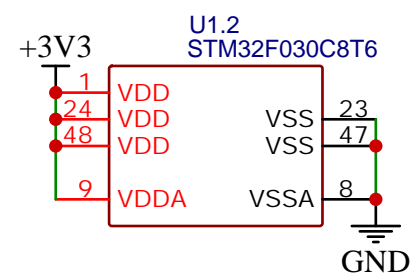 U1.2
STM32F030C8T6
+3V3
1 VDD
24 VDD VSS 23
48 VDD VSS 47
9 VDDA VSSA 8
GND